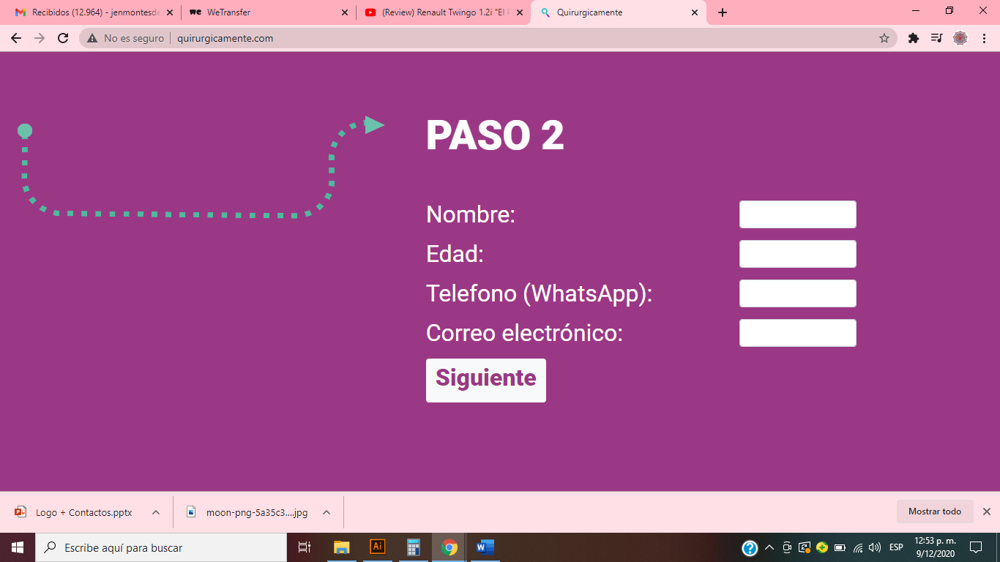 Recibidos (12.964) - jenmontesde
WeTransfer
(Review) Renault Twingo 1.2i "El
Quirurgicamente
No es seguro
quirurgicamente.com
PASO 2
Nombre:
Edad:
Telefono (WhatsApp):
Correo electrónico:
Siguiente
Logo + Contactos.pptx
moon-png-5a35c3....jpg
Mostrar todo
Escribe aquí para buscar
Ai
W
ESP
12:53 p. m.
9/12/2020